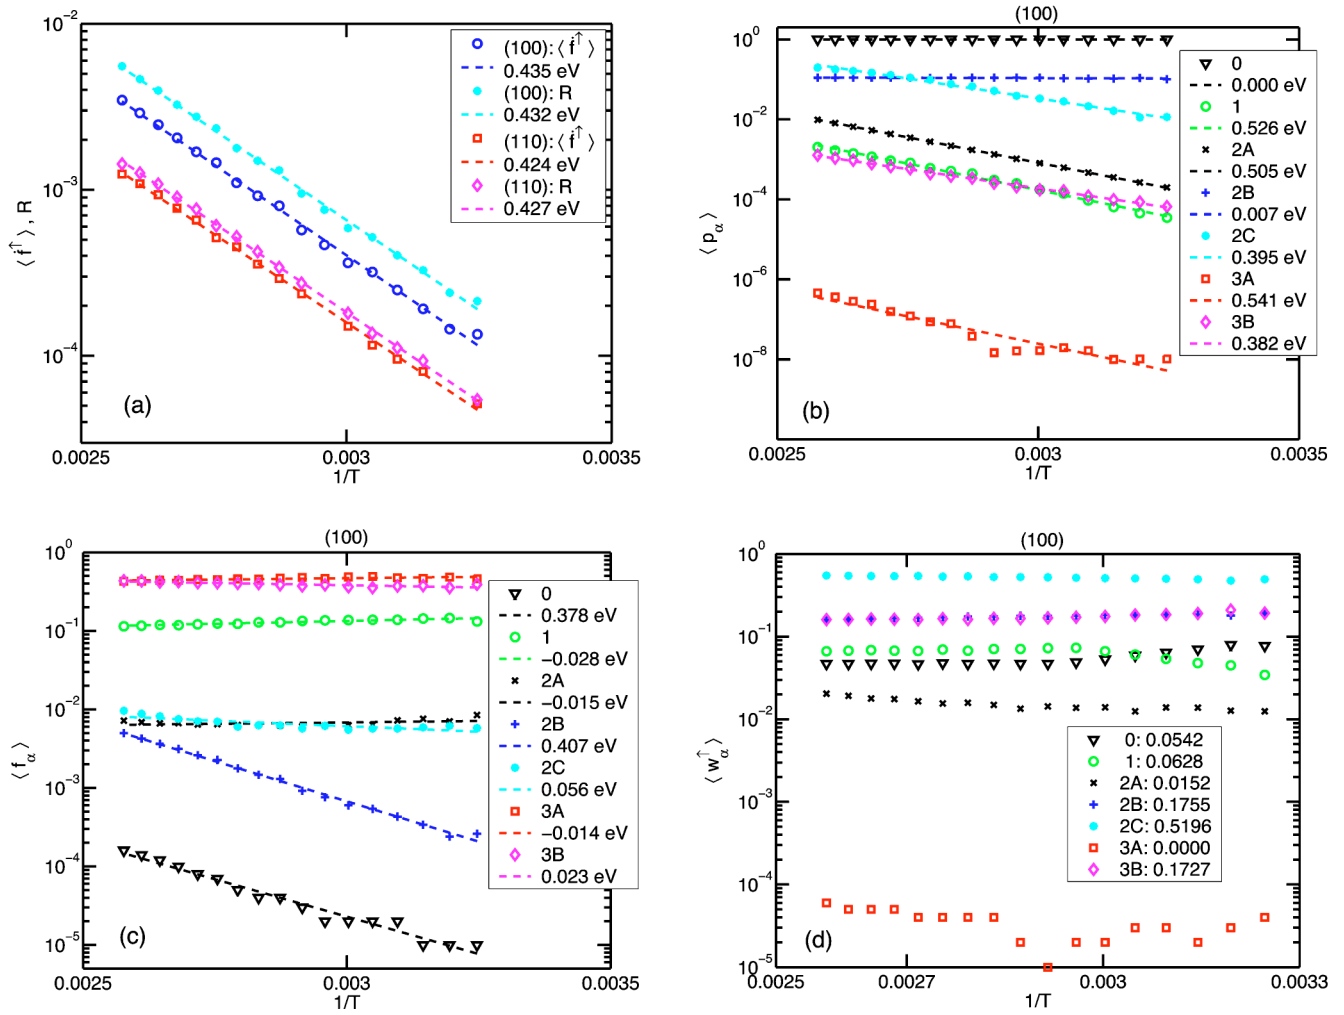 10^-2
10^-3
10^-4
⟨ ḟ^↑ ⟩ , R
(100): ⟨ ḟ^↑ ⟩
0.435 eV
(100): R
0.432 eV
(110): ⟨ ḟ^↑ ⟩
0.424 eV
(110): R
0.427 eV
(a)
0.0025
0.003
0.0035
1/T
(100)
10^0
10^-2
10^-4
10^-6
10^-8
⟨ p_α ⟩
0
0.000 eV
1
0.526 eV
2A
0.505 eV
2B
0.007 eV
2C
0.395 eV
3A
0.541 eV
3B
0.382 eV
(b)
0.0025
0.003
0.0035
1/T
(100)
10^0
10^-1
10^-2
10^-3
10^-4
10^-5
⟨ f_α ⟩
0
0.378 eV
1
−0.028 eV
2A
−0.015 eV
2B
0.407 eV
2C
0.056 eV
3A
−0.014 eV
3B
0.023 eV
(c)
0.0025
0.003
0.0035
1/T
(100)
10^0
10^-1
10^-2
10^-3
10^-4
10^-5
⟨ w_α^↑ ⟩
0: 0.0542
1: 0.0628
2A: 0.0152
2B: 0.1755
2C: 0.5196
3A: 0.0000
3B: 0.1727
(d)
0.0025
0.0027
0.003
0.0033
1/T